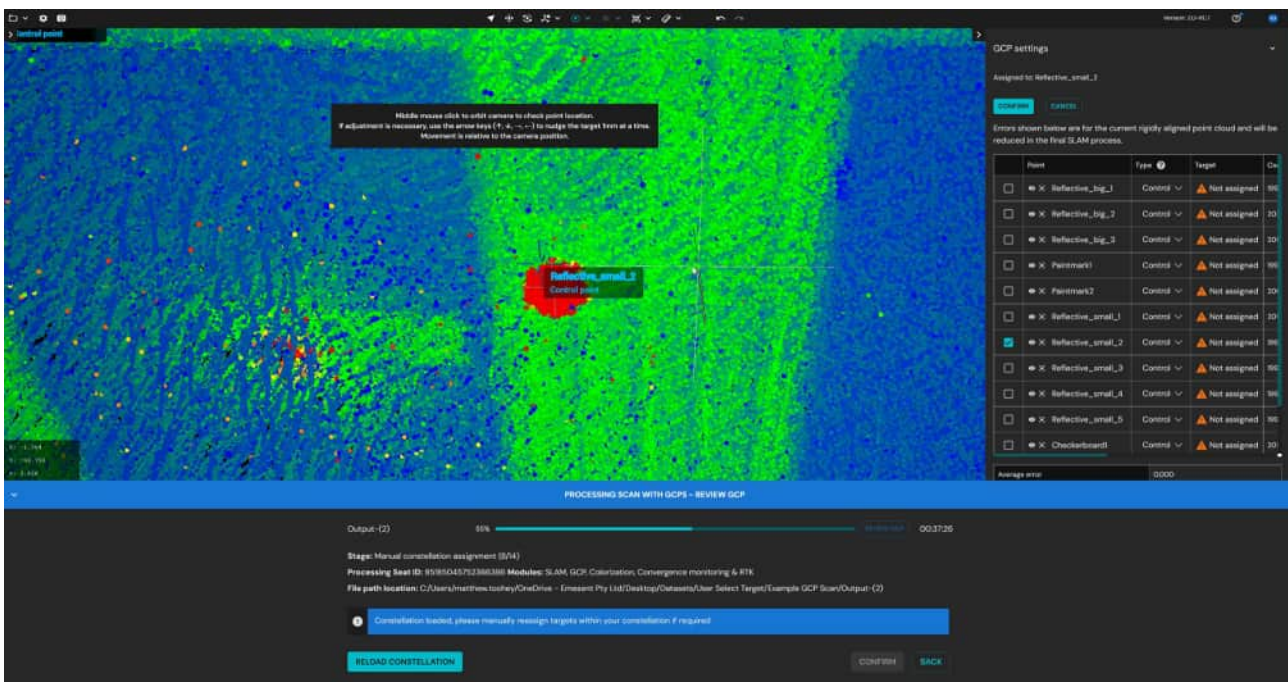 Control point
GCP settings
Assigned to: Reflective_small_2
CONFIRM CANCEL
Errors shown below are for the current rigidly aligned point cloud and will be
reduced in the final SLAM process.
Middle mouse click to orbit camera to check point location.
If adjustment is necessary, use the arrow keys (↑, ↓, →, ←) to nudge the target 1mm at a time.
Movement is relative to the camera position.
Point Type Target
Reflective_big_1 Control Not assigned
Reflective_big_2 Control Not assigned
Reflective_big_3 Control Not assigned
Paintmark1 Control Not assigned
Paintmark2 Control Not assigned
Reflective_small_1 Control Not assigned
Reflective_small_2 Control Not assigned
Reflective_small_3 Control Not assigned
Reflective_small_4 Control Not assigned
Reflective_small_5 Control Not assigned
Checkerboard1 Control Not assigned
Average error 0.000
Reflective_small_2
Control point
PROCESSING SCAN WITH GCPS - REVIEW GCP
Output-(2) 55% 00:37:26
Stage: Manual constellation assignment (8/14)
Processing Seat ID: Modules: SLAM, GCP, Colorization, Convergence monitoring & RTK
File path location: C:/Users/matthew.toohey/OneDrive - Emesent Pty Ltd/Desktop/Datasets/User Select Target/Example GCP Scan/Output-(2)
Constellation loaded, please manually reassign targets within your constellation if required
RELOAD CONSTELLATION CONFIRM BACK